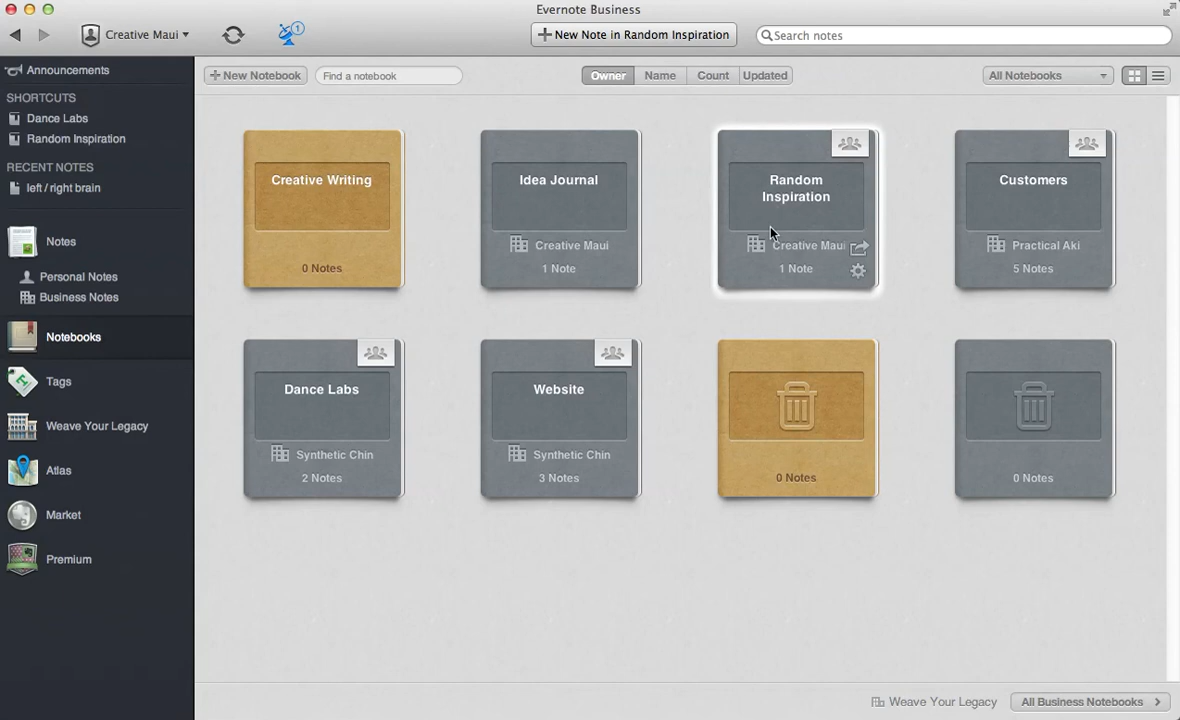 Evernote Business
Creative Maui
1
New Note in Random Inspiration
Search notes
Announcements
SHORTCUTS
Dance Labs
Random Inspiration
RECENT NOTES
left / right brain
Notes
Personal Notes
Business Notes
Notebooks
Tags
Weave Your Legacy
Atlas
Market
Premium
New Notebook
Find a notebook
Owner
Name
Count
Updated
All Notebooks
Creative Writing
0 Notes
Idea Journal
Creative Maui
1 Note
Random
Inspiration
Creative Maui
1 Note
Customers
Practical Aki
5 Notes
Dance Labs
Synthetic Chin
2 Notes
Website
Synthetic Chin
3 Notes
0 Notes
0 Notes
Weave Your Legacy
All Business Notebooks